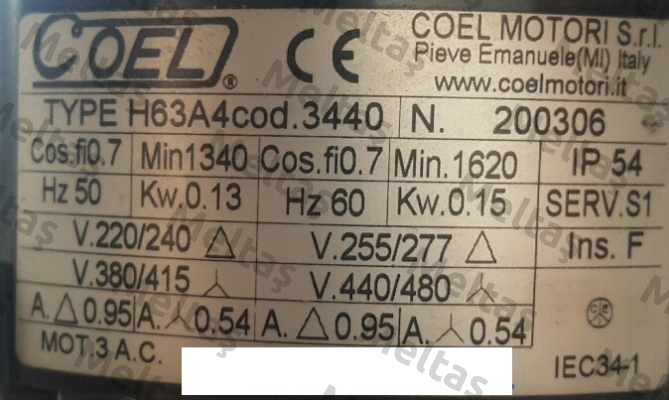 COEL®
CE
COEL MOTORI S.r.l.
Pieve Emanuele(MI) Italy
www.coelmotori.it
TYPE H63A4cod.3440 N. 200306
Cos.fi0.7 Min1340 Cos.fi0.7 Min.1620 IP 54
Hz 50 Kw.0.13 Hz 60 Kw.0.15 SERV.S1
V.220/240 △ V.255/277 △ Ins. F
V.380/415 ⅄ V.440/480 ⅄
A. △ 0.95 A. ⅄ 0.54 A. △ 0.95 A. ⅄ 0.54
MOT.3 A.C.
IEC34-1
Meltaş